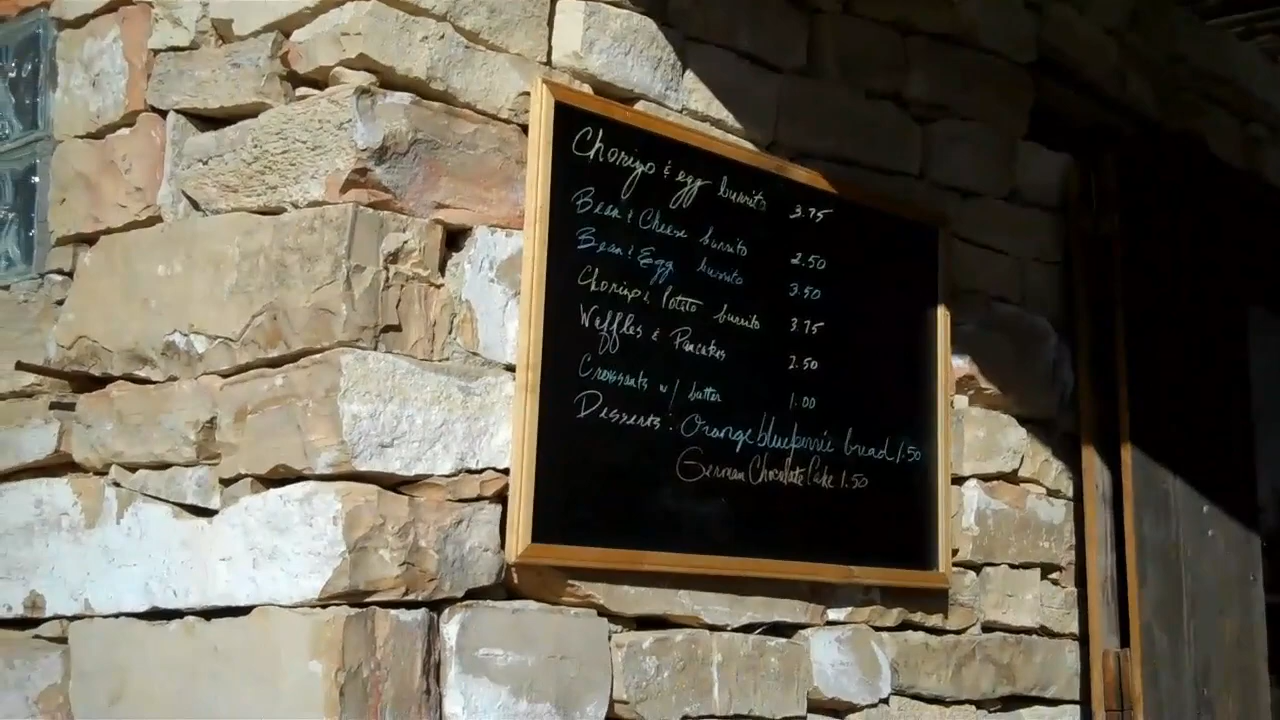 Chorizo & egg burrito 3.75
Bean & Cheese burrito 2.50
Bean & Egg burrito 3.50
Chorizo & Potato burrito 3.75
Waffles & Pancakes 2.50
Croissants w/ butter 1.00
Desserts: Orange blueberrie bread 1.50
German Chocolate Cake 1.50